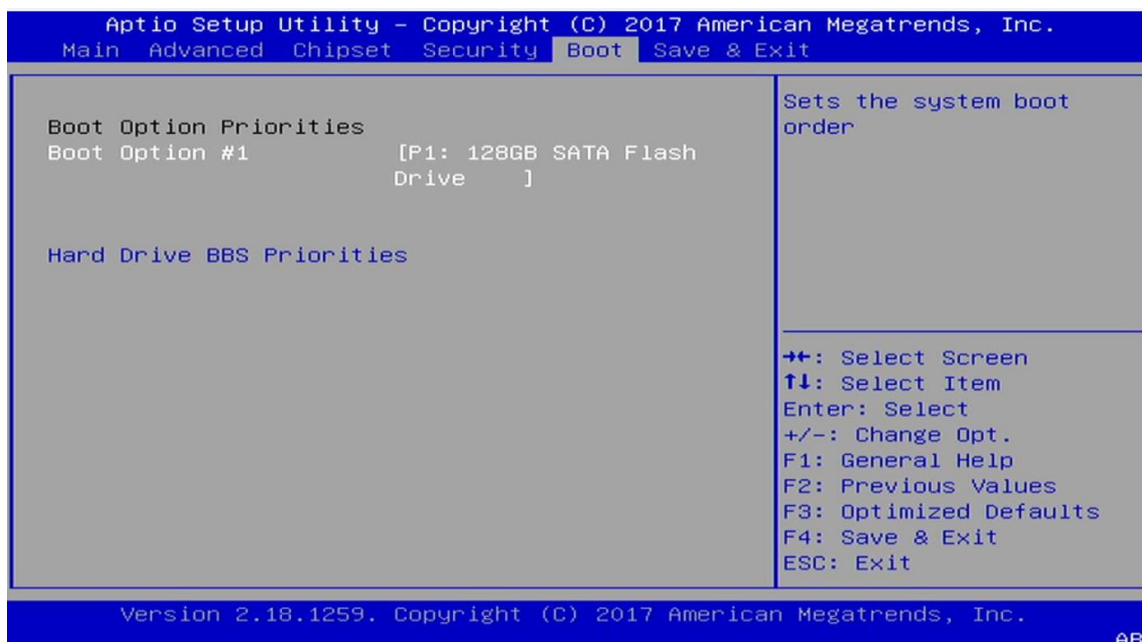 Aptio Setup Utility – Copyright (C) 2017 American Megatrends, Inc.
Main Advanced Chipset Security Boot Save & Exit
Boot Option Priorities
Boot Option #1 [P1: 128GB SATA Flash
Drive ]
Hard Drive BBS Priorities
Sets the system boot
order
→←: Select Screen
↑↓: Select Item
Enter: Select
+/-: Change Opt.
F1: General Help
F2: Previous Values
F3: Optimized Defaults
F4: Save & Exit
ESC: Exit
Version 2.18.1259. Copyright (C) 2017 American Megatrends, Inc.
AB